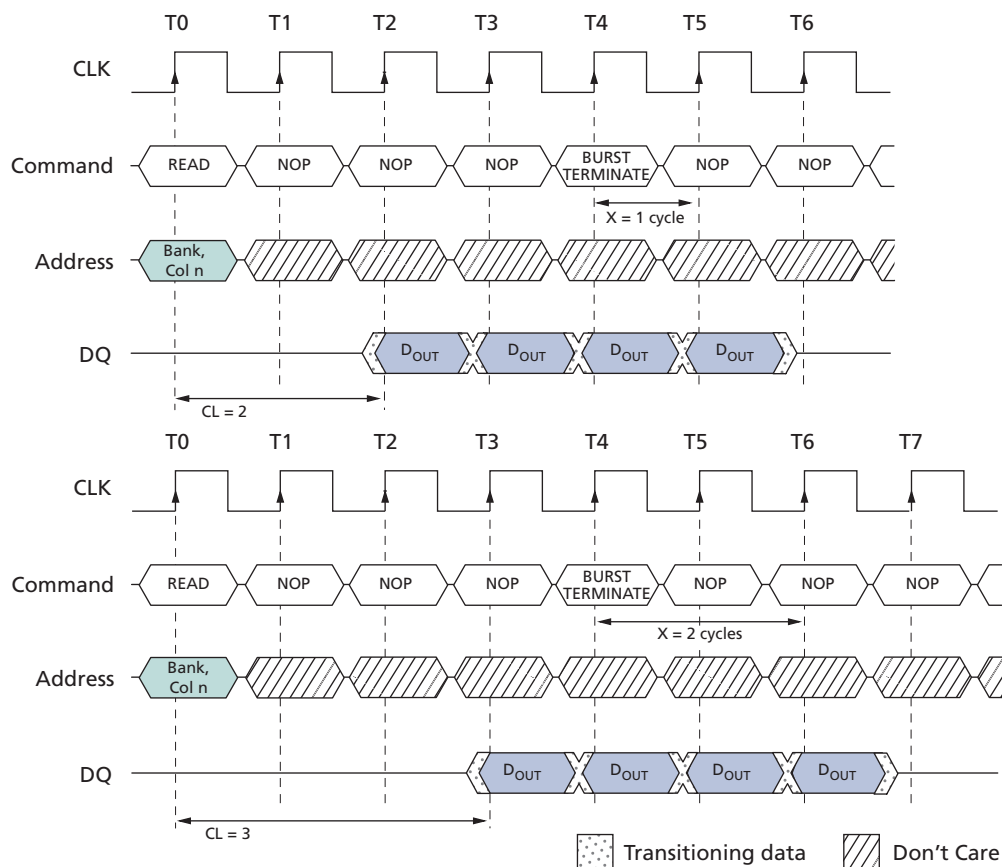 T0 T1 T2 T3 T4 T5 T6
CLK
Command READ NOP NOP NOP BURST TERMINATE NOP NOP
X = 1 cycle
Address Bank, Col n
DQ DOUT DOUT DOUT DOUT
CL = 2
T0 T1 T2 T3 T4 T5 T6 T7
CLK
Command READ NOP NOP NOP BURST TERMINATE NOP NOP NOP
X = 2 cycles
Address Bank, Col n
DQ DOUT DOUT DOUT DOUT
CL = 3
Transitioning data Don't Care